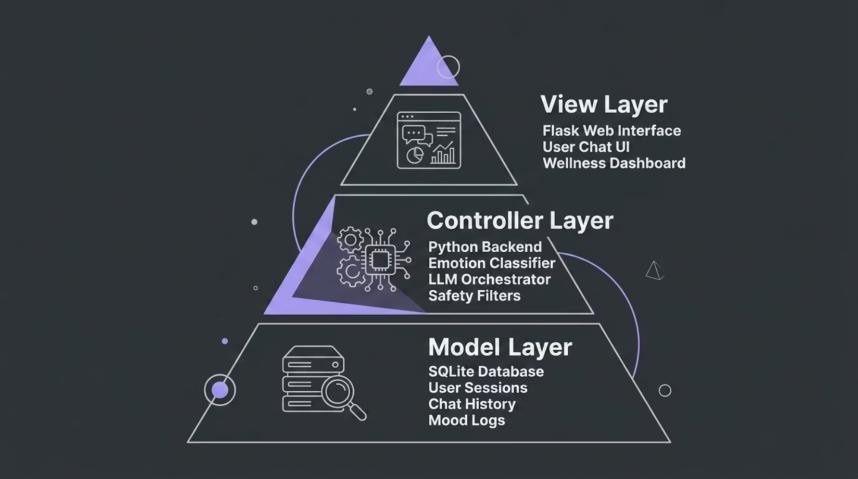 View Layer
Flask Web Interface
User Chat UI
Wellness Dashboard
Controller Layer
Python Backend
Emotion Classifier
LLM Orchestrator
Safety Filters
Model Layer
SQLite Database
User Sessions
Chat History
Mood Logs